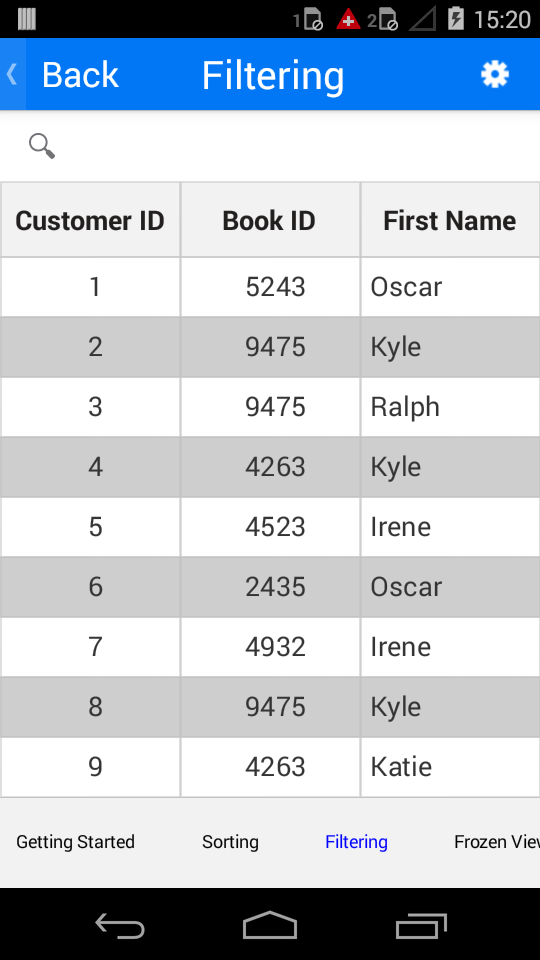 1 2 15:20
Back Filtering
Customer ID Book ID First Name
1 5243 Oscar
2 9475 Kyle
3 9475 Ralph
4 4263 Kyle
5 4523 Irene
6 2435 Oscar
7 4932 Irene
8 9475 Kyle
9 4263 Katie
Getting Started Sorting Filtering Frozen Vie